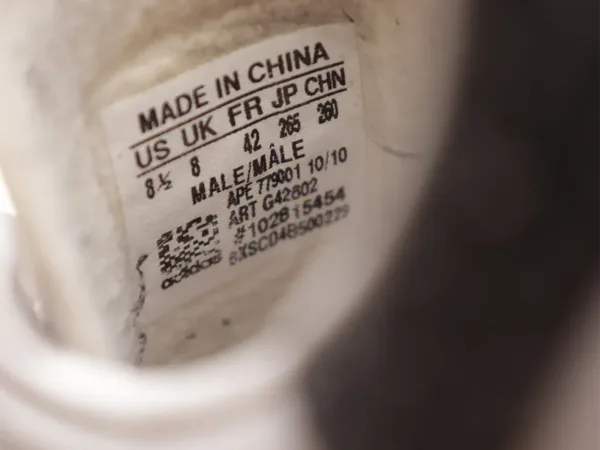 MADE IN CHINA
US UK FR JP CHN
8½ 8 42 265 260
MALE/MÂLE
APE 779001 10/10
ART G42802
#102815454
6XSC04B500229
adidas